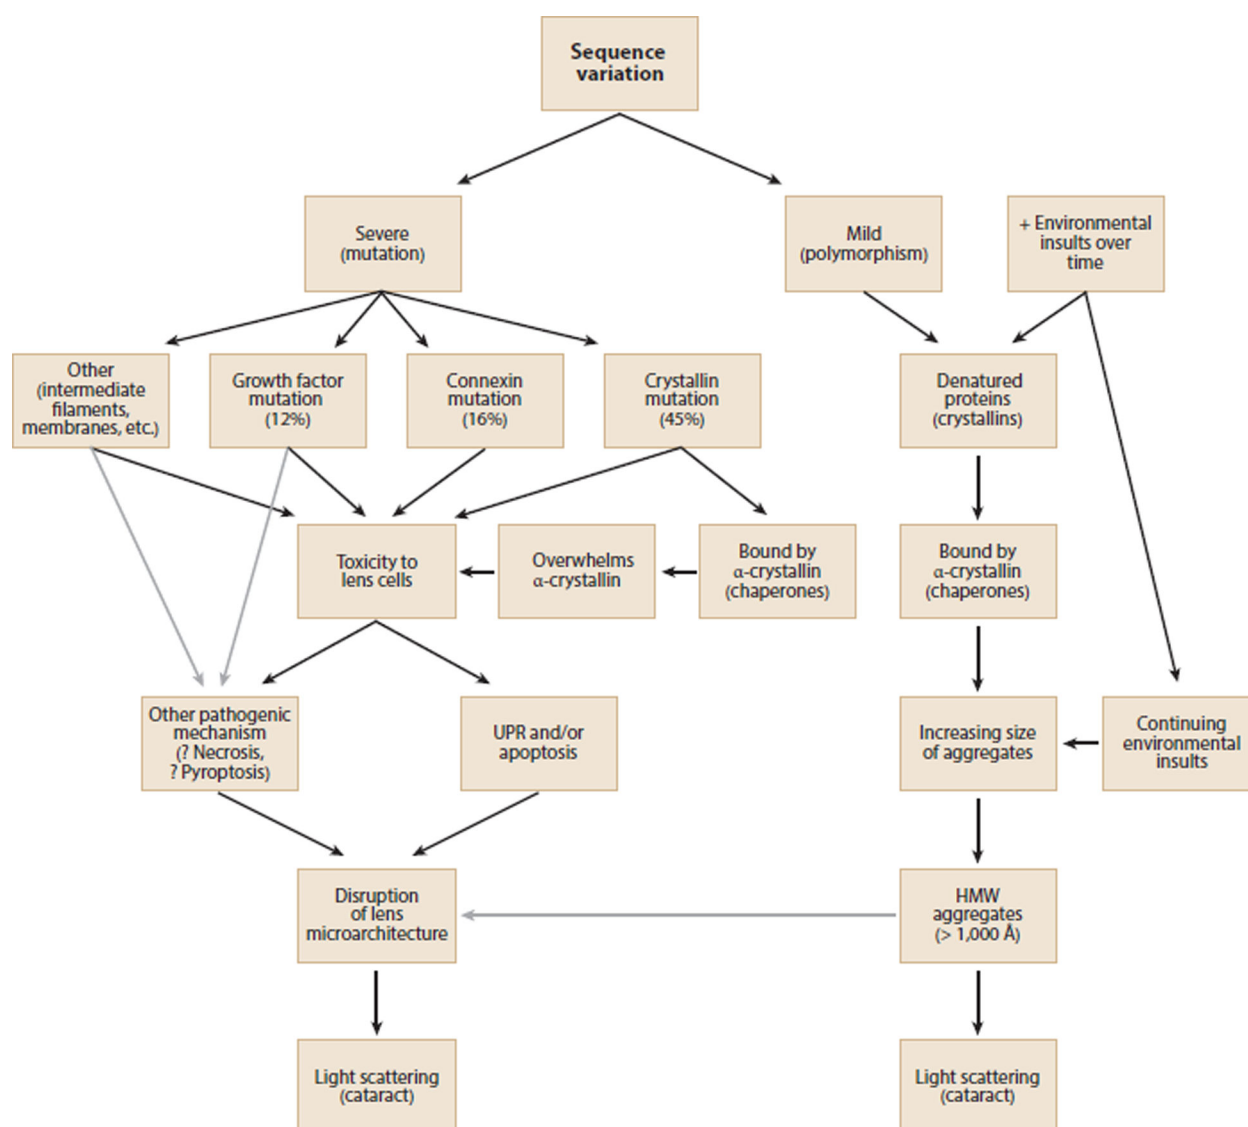 Sequence
variation
Severe
(mutation)
Mild
(polymorphism)
+ Environmental
insults over
time
Other
(intermediate
filaments,
membranes, etc.)
Growth factor
mutation
(12%)
Connexin
mutation
(16%)
Crystallin
mutation
(45%)
Denatured
proteins
(crystallins)
Toxicity to
lens cells
Overwhelms
α-crystallin
Bound by
α-crystallin
(chaperones)
Bound by
α-crystallin
(chaperones)
Other pathogenic
mechanism
(? Necrosis,
? Pyroptosis)
UPR and/or
apoptosis
Increasing size
of aggregates
Continuing
environmental
insults
Disruption
of lens
microarchitecture
HMW
aggregates
(> 1,000 Å)
Light scattering
(cataract)
Light scattering
(cataract)